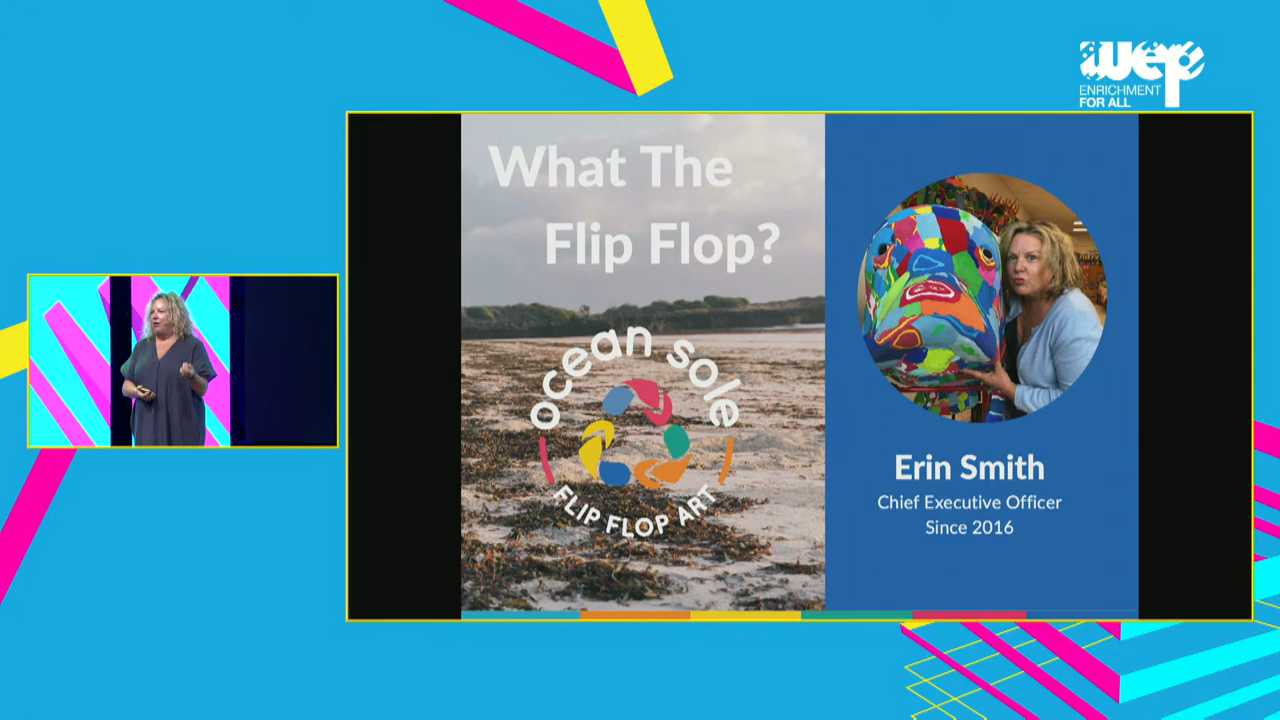 wep
ENRICHMENT
FOR ALL
What The
Flip Flop?
ocean sole
FLIP FLOP ART
Erin Smith
Chief Executive Officer
Since 2016